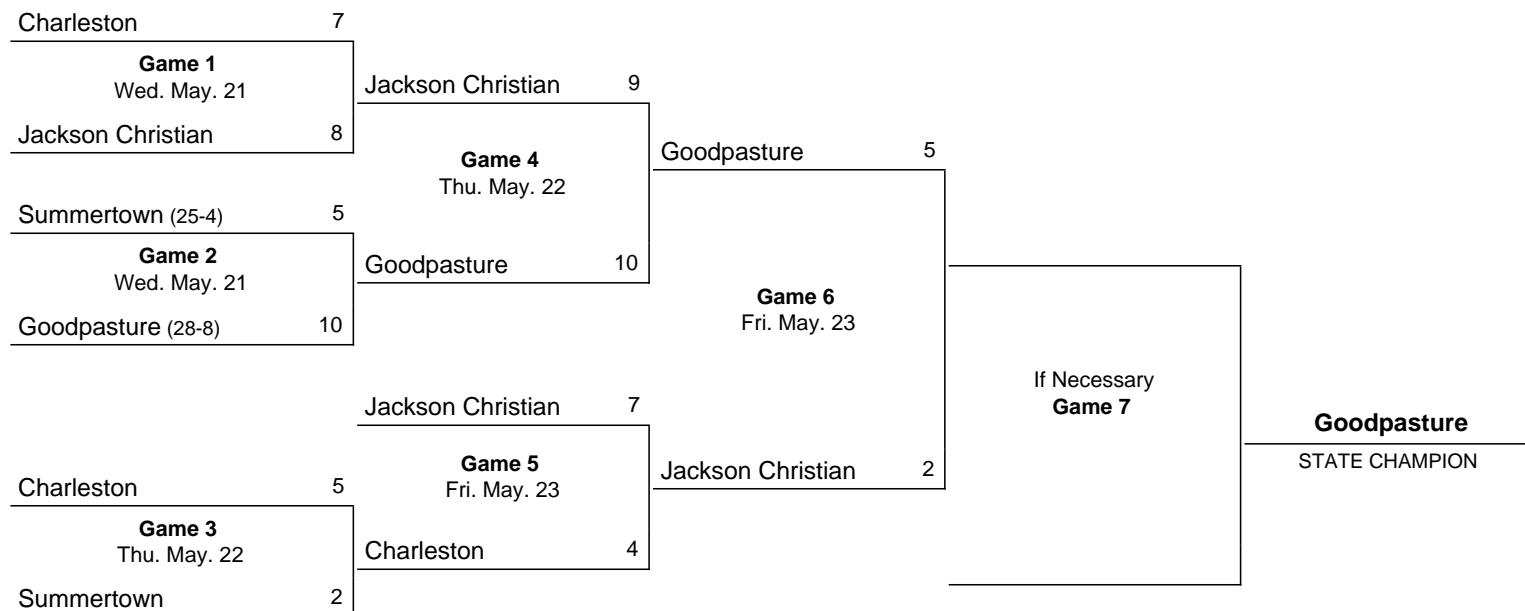 Charleston 7
Game 1
Wed. May. 21
Jackson Christian 8
Summertown (25-4) 5
Game 2
Wed. May. 21
Goodpasture (28-8) 10
Charleston 5
Game 3
Thu. May. 22
Summertown 2
Jackson Christian 9
Game 4
Thu. May. 22
Goodpasture 10
Jackson Christian 7
Game 5
Fri. May. 23
Charleston 4
Goodpasture 5
Game 6
Fri. May. 23
Jackson Christian 2
If Necessary
Game 7
Goodpasture
STATE CHAMPION